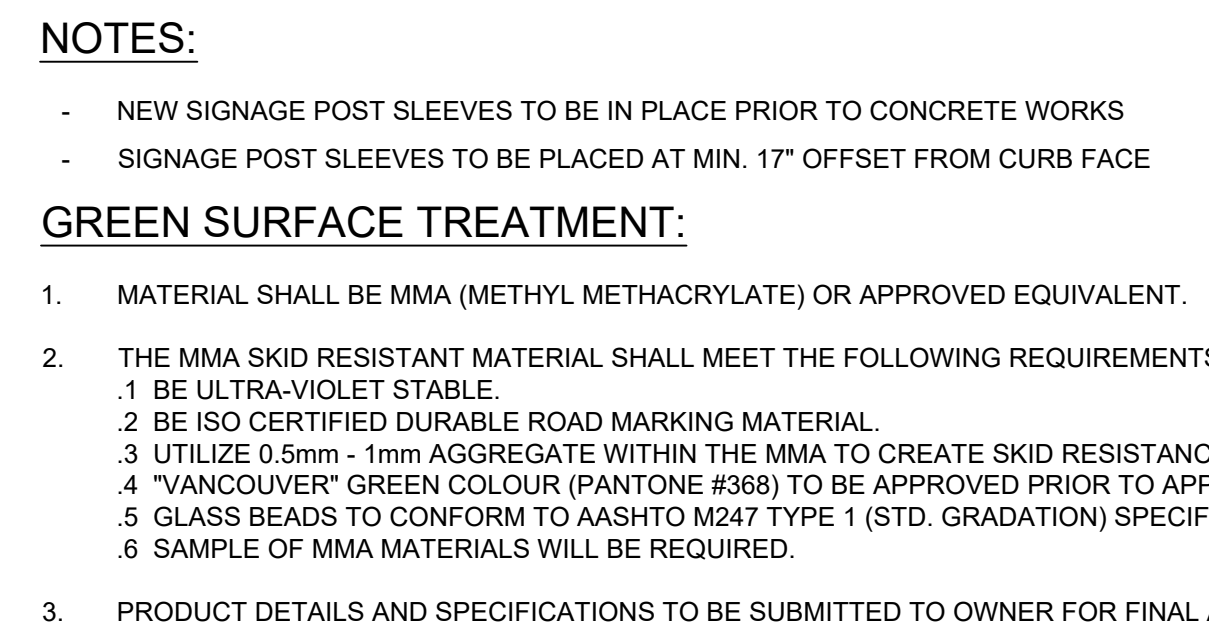 NOTES:
- NEW SIGNAGE POST SLEEVES TO BE IN PLACE PRIOR TO CONCRETE WORKS
- SIGNAGE POST SLEEVES TO BE PLACED AT MIN. 17" OFFSET FROM CURB FACE
GREEN SURFACE TREATMENT:
1. MATERIAL SHALL BE MMA (METHYL METHACRYLATE) OR APPROVED EQUIVALENT.
2. THE MMA SKID RESISTANT MATERIAL SHALL MEET THE FOLLOWING REQUIREMENTS
.1 BE ULTRA-VIOLET STABLE.
.2 BE ISO CERTIFIED DURABLE ROAD MARKING MATERIAL.
.3 UTILIZE 0.5mm - 1mm AGGREGATE WITHIN THE MMA TO CREATE SKID RESISTANC
.4 "VANCOUVER" GREEN COLOUR (PANTONE #368) TO BE APPROVED PRIOR TO APP
.5 GLASS BEADS TO CONFORM TO AASHTO M247 TYPE 1 (STD. GRADATION) SPECIF
.6 SAMPLE OF MMA MATERIALS WILL BE REQUIRED.
3. PRODUCT DETAILS AND SPECIFICATIONS TO BE SUBMITTED TO OWNER FOR FINAL